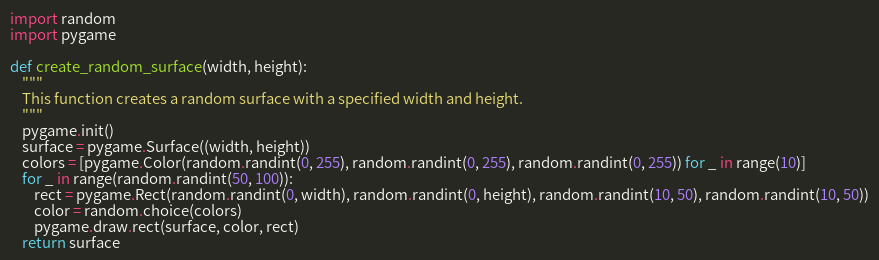 import random
import pygame

def create_random_surface(width, height):
    """
    This function creates a random surface with a specified width and height.
    """
    pygame.init()
    surface = pygame.Surface((width, height))
    colors = [pygame.Color(random.randint(0, 255), random.randint(0, 255), random.randint(0, 255)) for _ in range(10)]
    for _ in range(random.randint(50, 100)):
        rect = pygame.Rect(random.randint(0, width), random.randint(0, height), random.randint(10, 50), random.randint(10, 50))
        color = random.choice(colors)
        pygame.draw.rect(surface, color, rect)
    return surface